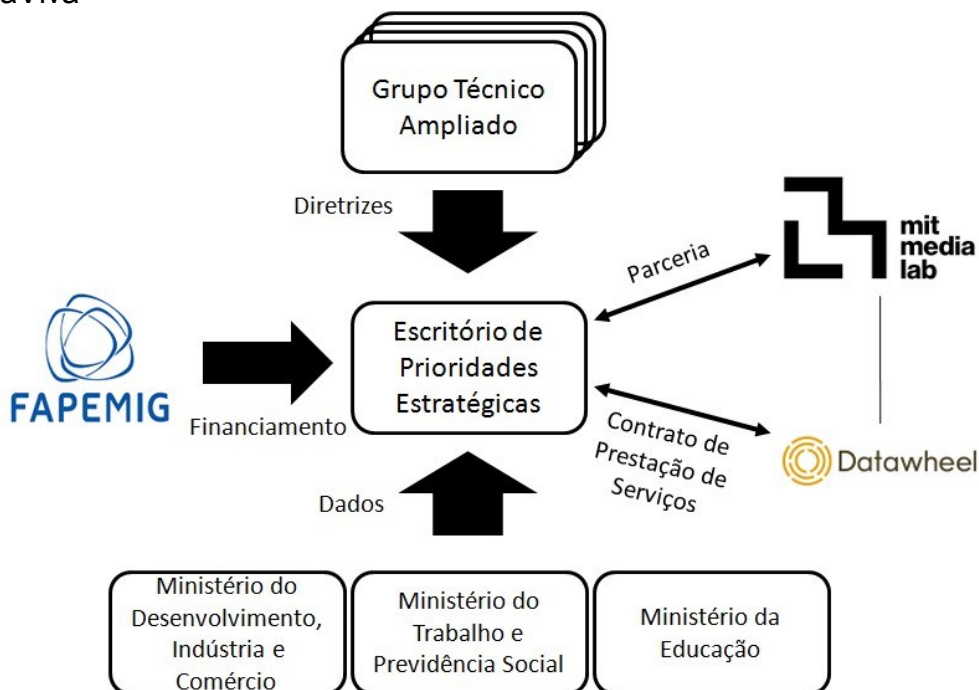 Grupo Técnico
Ampliado
Diretrizes
mit
media
lab
Parceria
Escritório de
Prioridades
Estratégicas
FAPEMIG
Financiamento
Contrato de
Prestação de
Serviços
Datawheel
Dados
Ministério do
Desenvolvimento,
Indústria e
Comércio
Ministério do
Trabalho e
Previdência Social
Ministério da
Educação